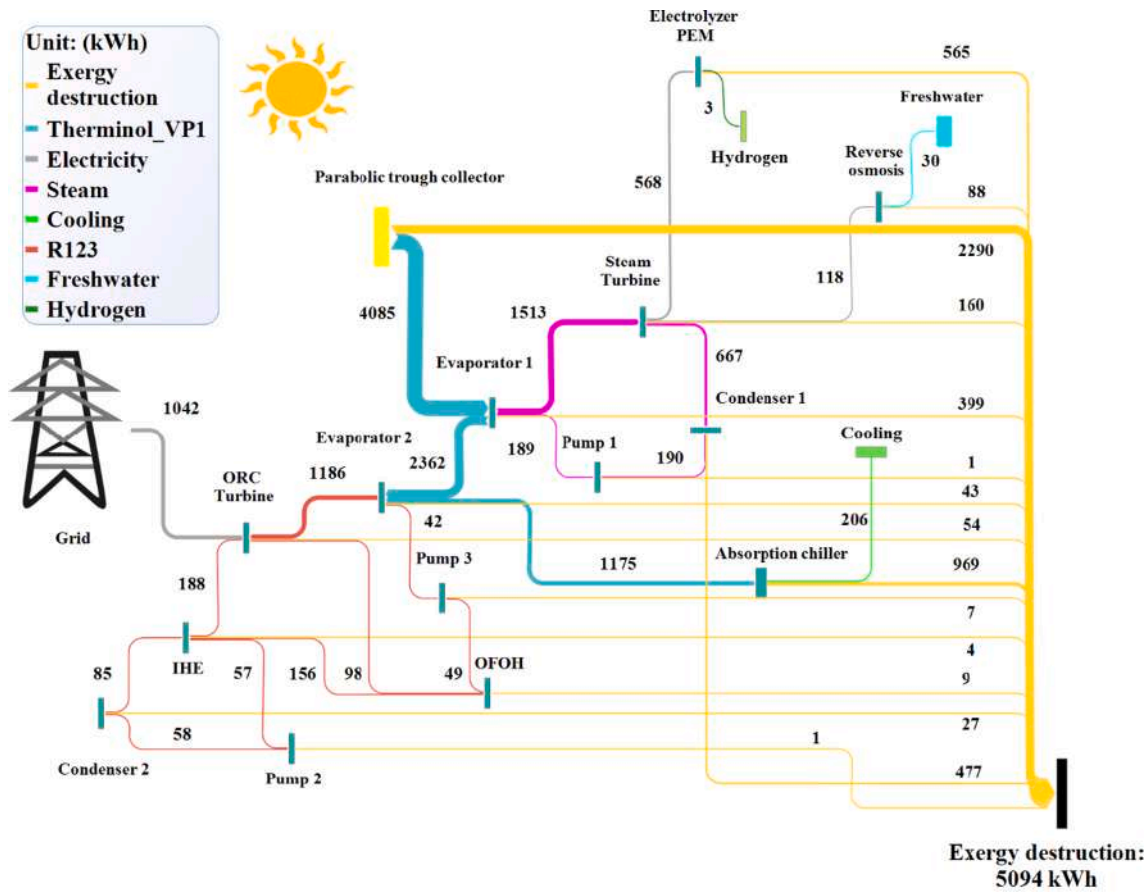 Unit: (kWh)
Exergy
destruction
Therminol_VP1
Electricity
Steam
Cooling
R123
Freshwater
Hydrogen
Electrolyzer
PEM
565
3
Hydrogen
Freshwater
Reverse
osmosis
30
568
88
Parabolic trough collector
2290
Steam
Turbine
118
4085
1513
160
667
Evaporator 1
Condenser 1
399
1042
Evaporator 2
2362
189
Pump 1
190
Cooling
1
ORC
Turbine
1186
43
42
206
54
Grid
Pump 3
1175
Absorption chiller
969
188
7
4
85
IHE
57
156
98
49
OFOH
9
58
27
1
Condenser 2
Pump 2
477
Exergy destruction:
5094 kWh